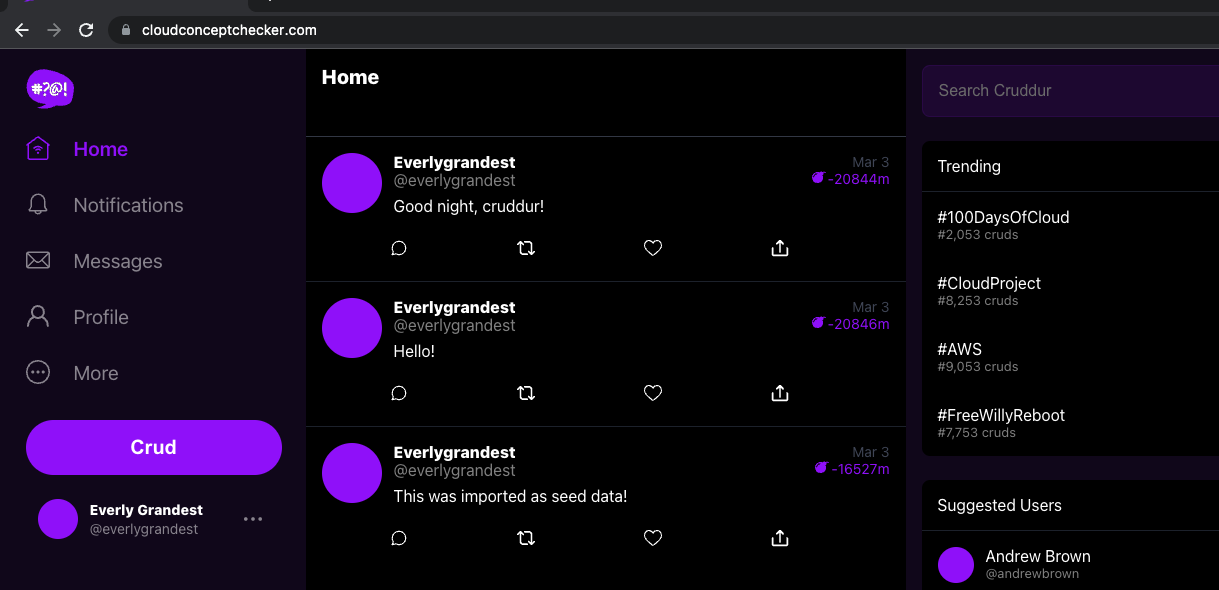 cloudconceptchecker.com
#?@!
Home
Notifications
Messages
Profile
More
Crud
Everly Grandest
@everlygrandest
Home
Everlygrandest
@everlygrandest
Mar 3
-20844m
Good night, cruddur!
Everlygrandest
@everlygrandest
Mar 3
-20846m
Hello!
Everlygrandest
@everlygrandest
Mar 3
-16527m
This was imported as seed data!
Search Cruddur
Trending
#100DaysOfCloud
#2,053 cruds
#CloudProject
#8,253 cruds
#AWS
#9,053 cruds
#FreeWillyReboot
#7,753 cruds
Suggested Users
Andrew Brown
@andrewbrown